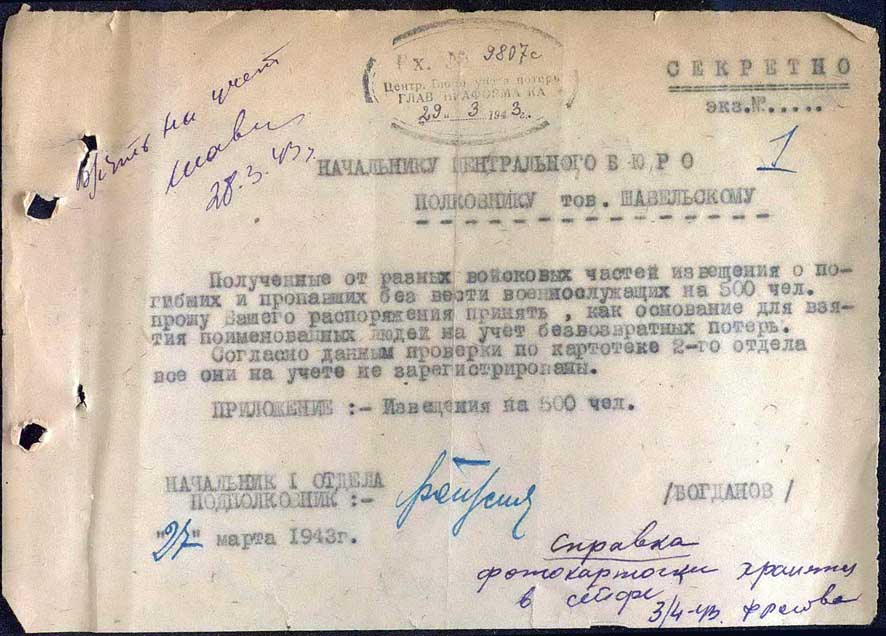 Вх. № 9807с
Центр. Бюро учета потерь
ГЛАВУПРАФОРМА КА
29 " 3 1943 г.
СЕКРЕТНО
экз.№.....
Взять на учет
28.3.43 г.
1
НАЧАЛЬНИКУ ЦЕНТРАЛЬНОГО БЮРО
ПОЛКОВНИКУ тов. ШАВЕЛЬСКОМУ
Полученные от разных войсковых частей извещения о по-
гибших и пропавших без вести военнослужащих на 500 чел.
прошу Вашего распоряжения принять , как основание для взя-
тия поименованных людей на учет безвозвратных потерь.
Согласно данным проверки по картотеке 2-го отдела
все они на учете не зарегистрированы.
ПРИЛОЖЕНИЕ :- Извещения на 500 чел.
НАЧАЛЬНИК I ОТДЕЛА
ПОДПОЛКОВНИК :-
/БОГДАНОВ /
"27" марта 1943г.
Справка
фотокарточки хранятся
в сейфе
3/4-43.